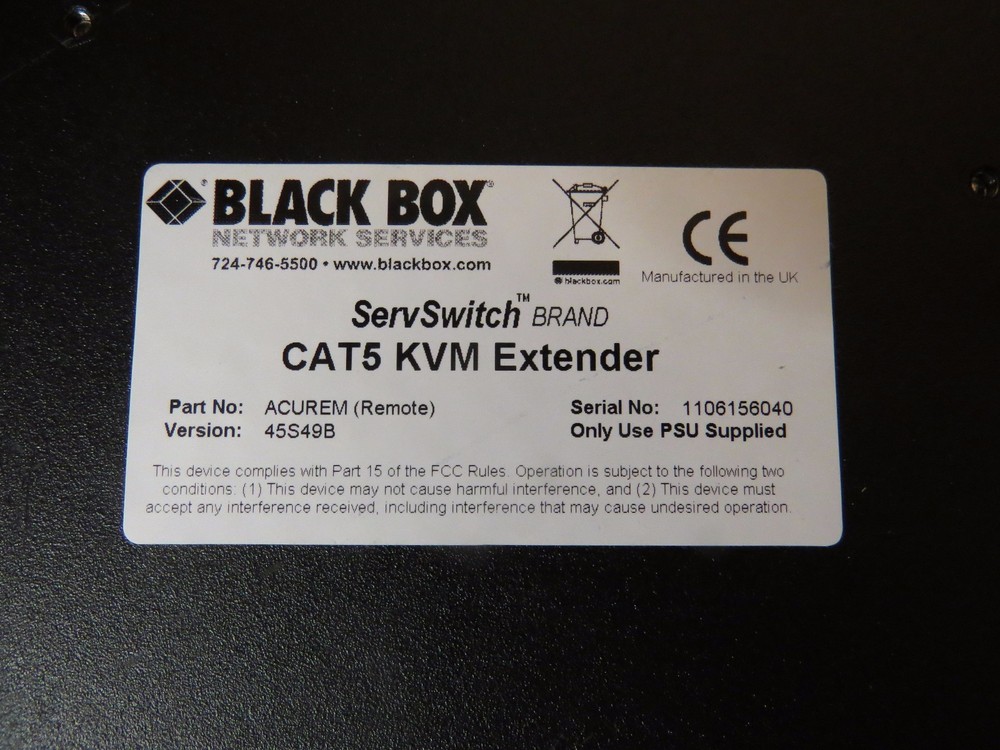 BLACK BOX®
NETWORK SERVICES
724-746-5500 • www.blackbox.com
@ blackbox.com
CE
Manufactured in the UK
ServSwitch™ BRAND
CAT5 KVM Extender
Part No: ACUREM (Remote)
Serial No: 1106156040
Version: 45S49B
Only Use PSU Supplied
This device complies with Part 15 of the FCC Rules. Operation is subject to the following two
conditions: (1) This device may not cause harmful interference, and (2) This device must
accept any interference received, including interference that may cause undesired operation.